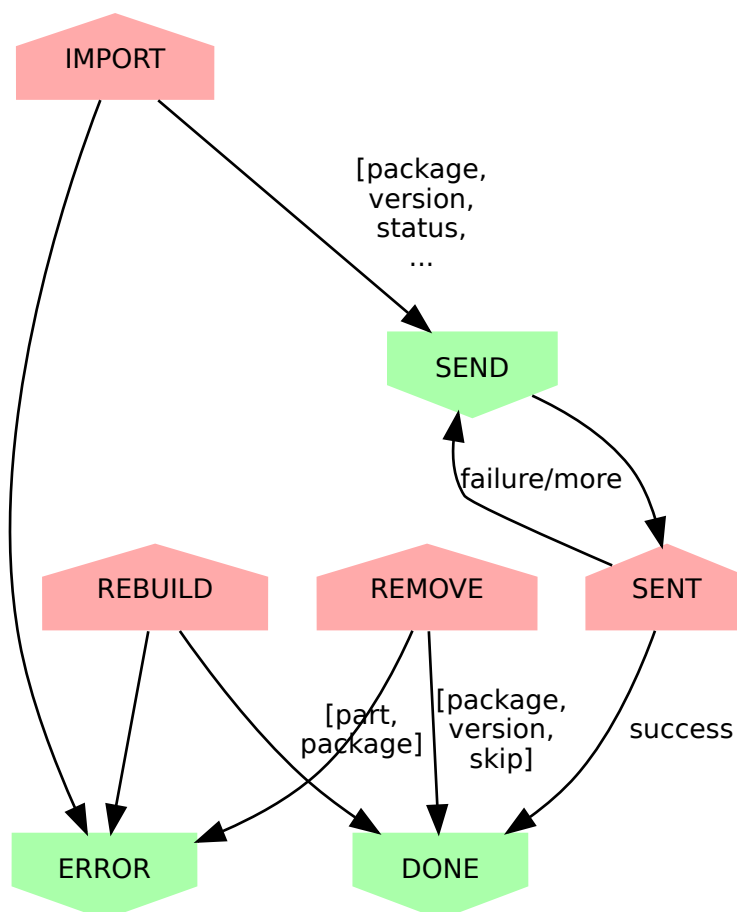 IMPORT
[package,
version,
status,
...
SEND
failure/more
REBUILD
REMOVE
SENT
[part,
package]
[package,
version,
skip]
success
ERROR
DONE